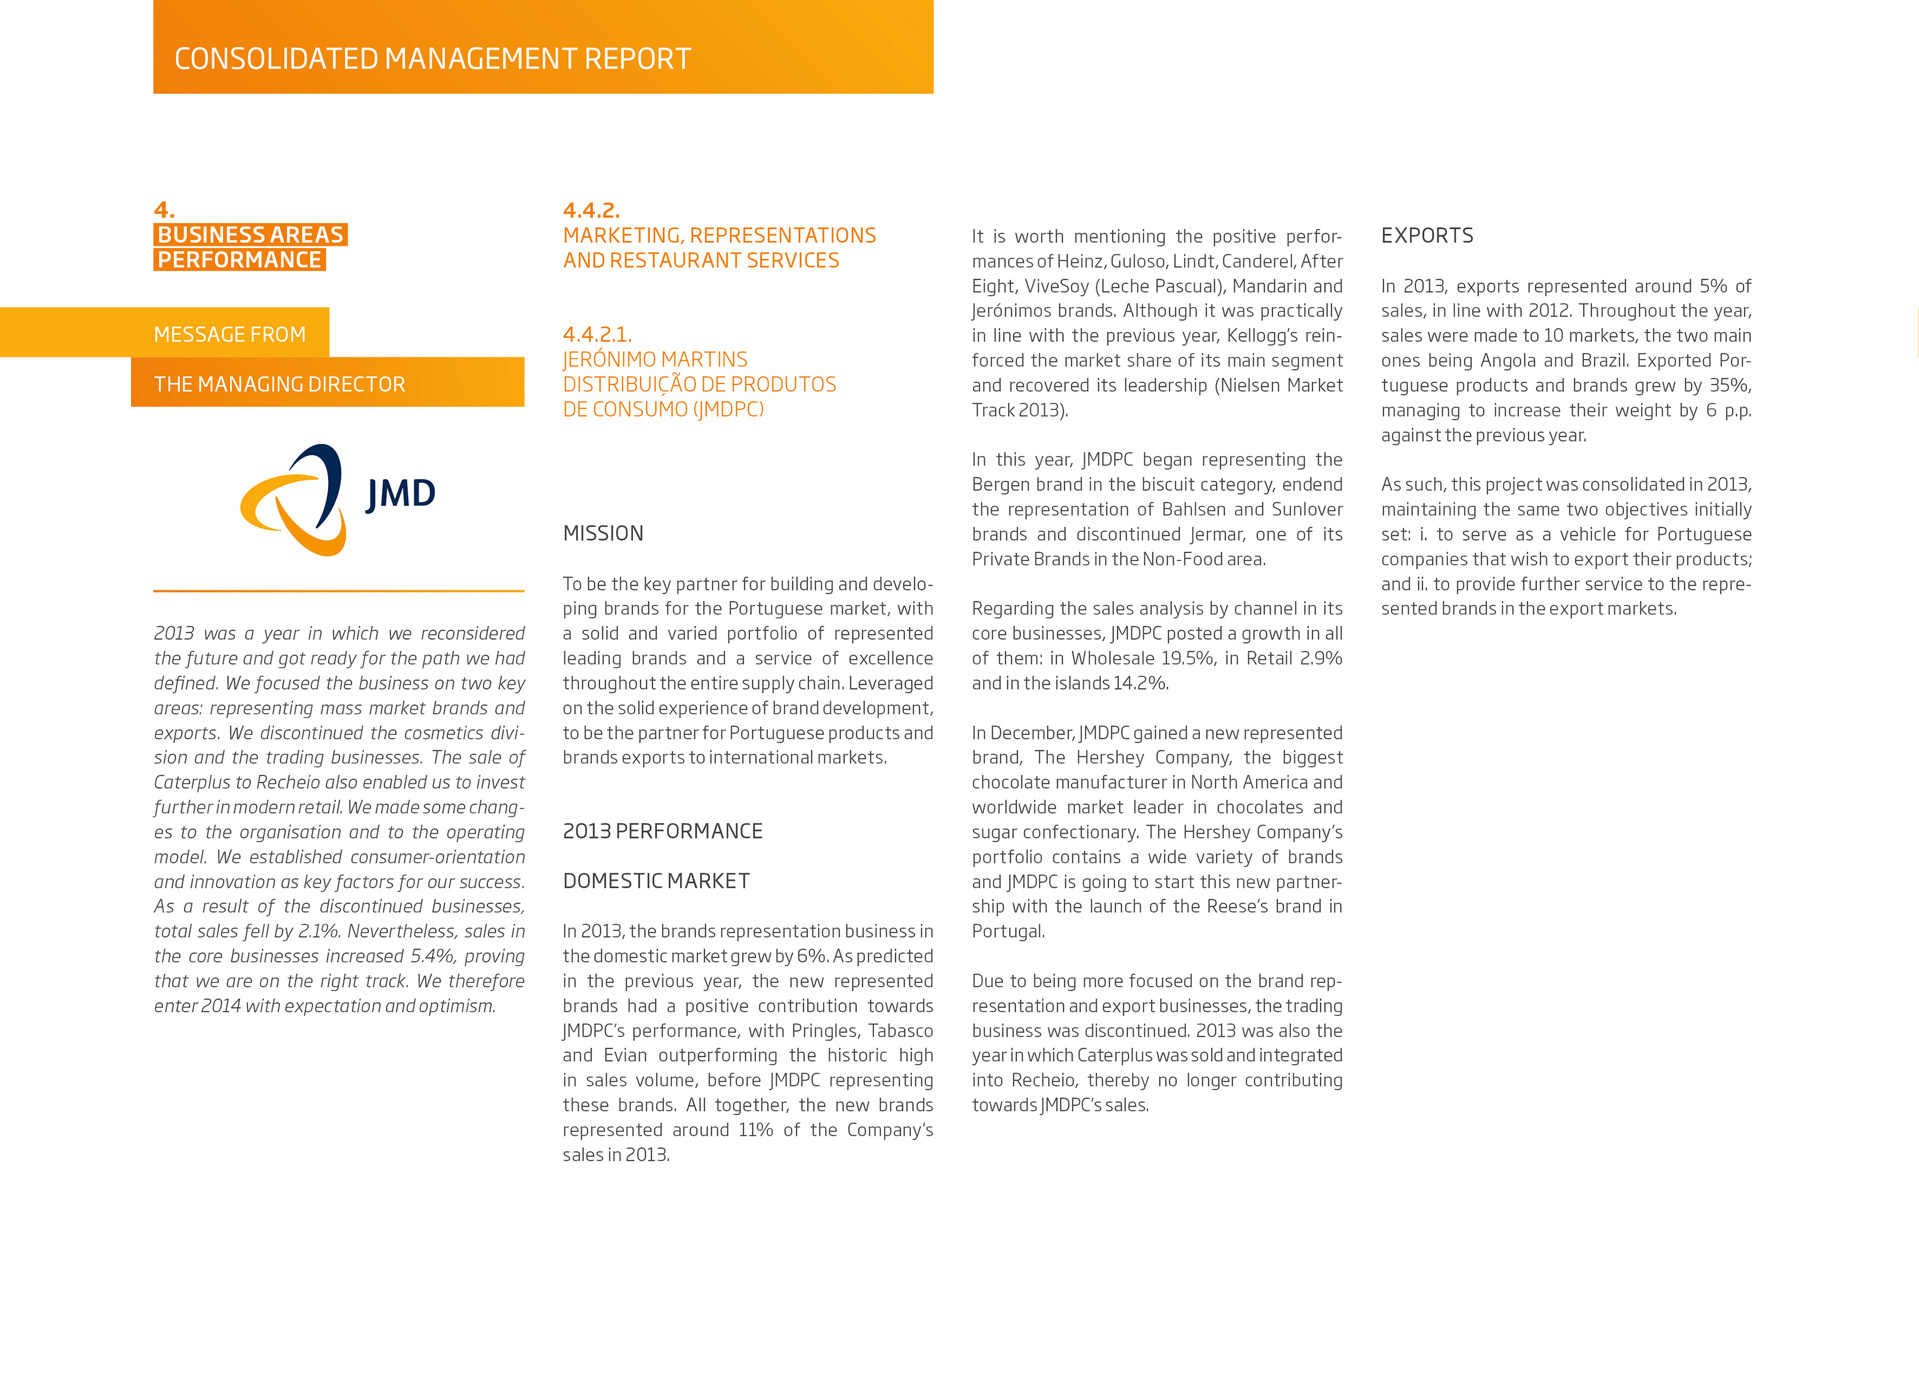 CONSOLIDATED MANAGEMENT REPORT
4.
BUSINESS AREAS
PERFORMANCE
MESSAGE FROM
THE MANAGING DIRECTOR
JMD
2013 was a year in which we reconsidered
the future and got ready for the path we had
defined. We focused the business on two key
areas: representing mass market brands and
exports. We discontinued the cosmetics divi-
sion and the trading businesses. The sale of
Caterplus to Recheio also enabled us to invest
further in modern retail. We made some chang-
es to the organisation and to the operating
model. We established consumer-orientation
and innovation as key factors for our success.
As a result of the discontinued businesses,
total sales fell by 2.1%. Nevertheless, sales in
the core businesses increased 5.4%, proving
that we are on the right track. We therefore
enter 2014 with expectation and optimism.
4.4.2.
MARKETING, REPRESENTATIONS
AND RESTAURANT SERVICES
4.4.2.1.
JERÓNIMO MARTINS
DISTRIBUIÇÃO DE PRODUTOS
DE CONSUMO (JMDPC)
MISSION
To be the key partner for building and develo-
ping brands for the Portuguese market, with
a solid and varied portfolio of represented
leading brands and a service of excellence
throughout the entire supply chain. Leveraged
on the solid experience of brand development,
to be the partner for Portuguese products and
brands exports to international markets.
2013 PERFORMANCE
DOMESTIC MARKET
In 2013, the brands representation business in
the domestic market grew by 6%. As predicted
in the previous year, the new represented
brands had a positive contribution towards
JMDPC's performance, with Pringles, Tabasco
and Evian outperforming the historic high
in sales volume, before JMDPC representing
these brands. All together, the new brands
represented around 11% of the Company's
sales in 2013.
It is worth mentioning the positive perfor-
mances of Heinz, Guloso, Lindt, Canderel, After
Eight, ViveSoy (Leche Pascual), Mandarin and
Jerónimos brands. Although it was practically
in line with the previous year, Kellogg's rein-
forced the market share of its main segment
and recovered its leadership (Nielsen Market
Track 2013).
In this year, JMDPC began representing the
Bergen brand in the biscuit category, endend
the representation of Bahlsen and Sunlover
brands and discontinued Jermar, one of its
Private Brands in the Non-Food area.
Regarding the sales analysis by channel in its
core businesses, JMDPC posted a growth in all
of them: in Wholesale 19.5%, in Retail 2.9%
and in the islands 14.2%.
In December, JMDPC gained a new represented
brand, The Hershey Company, the biggest
chocolate manufacturer in North America and
worldwide market leader in chocolates and
sugar confectionary. The Hershey Company's
portfolio contains a wide variety of brands
and JMDPC is going to start this new partner-
ship with the launch of the Reese's brand in
Portugal.
Due to being more focused on the brand rep-
resentation and export businesses, the trading
business was discontinued. 2013 was also the
year in which Caterplus was sold and integrated
into Recheio, thereby no longer contributing
towards JMDPC's sales.
EXPORTS
In 2013, exports represented around 5% of
sales, in line with 2012. Throughout the year,
sales were made to 10 markets, the two main
ones being Angola and Brazil. Exported Por-
tuguese products and brands grew by 35%,
managing to increase their weight by 6 p.p.
against the previous year.
As such, this project was consolidated in 2013,
maintaining the same two objectives initially
set: i. to serve as a vehicle for Portuguese
companies that wish to export their products;
and ii. to provide further service to the repre-
sented brands in the export markets.